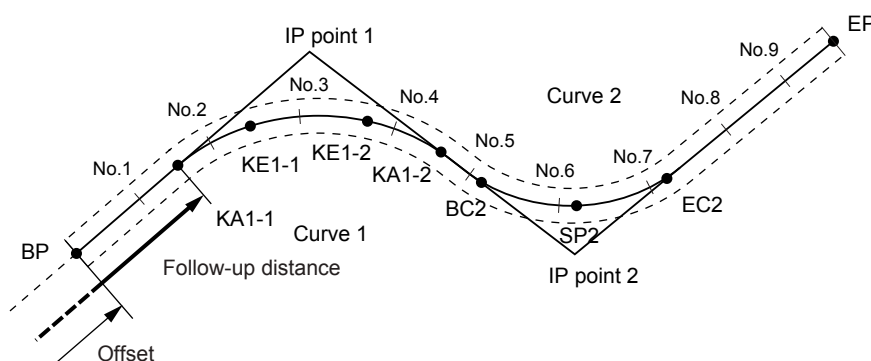 EP
IP point 1
No.9
No.3
No.2
No.4
Curve 2
No.8
No.5
No.1
KE1-1
KE1-2
No.6
No.7
KA1-2
KA1-1
BC2
EC2
Curve 1
SP2
BP
Follow-up distance
IP point 2
Offset